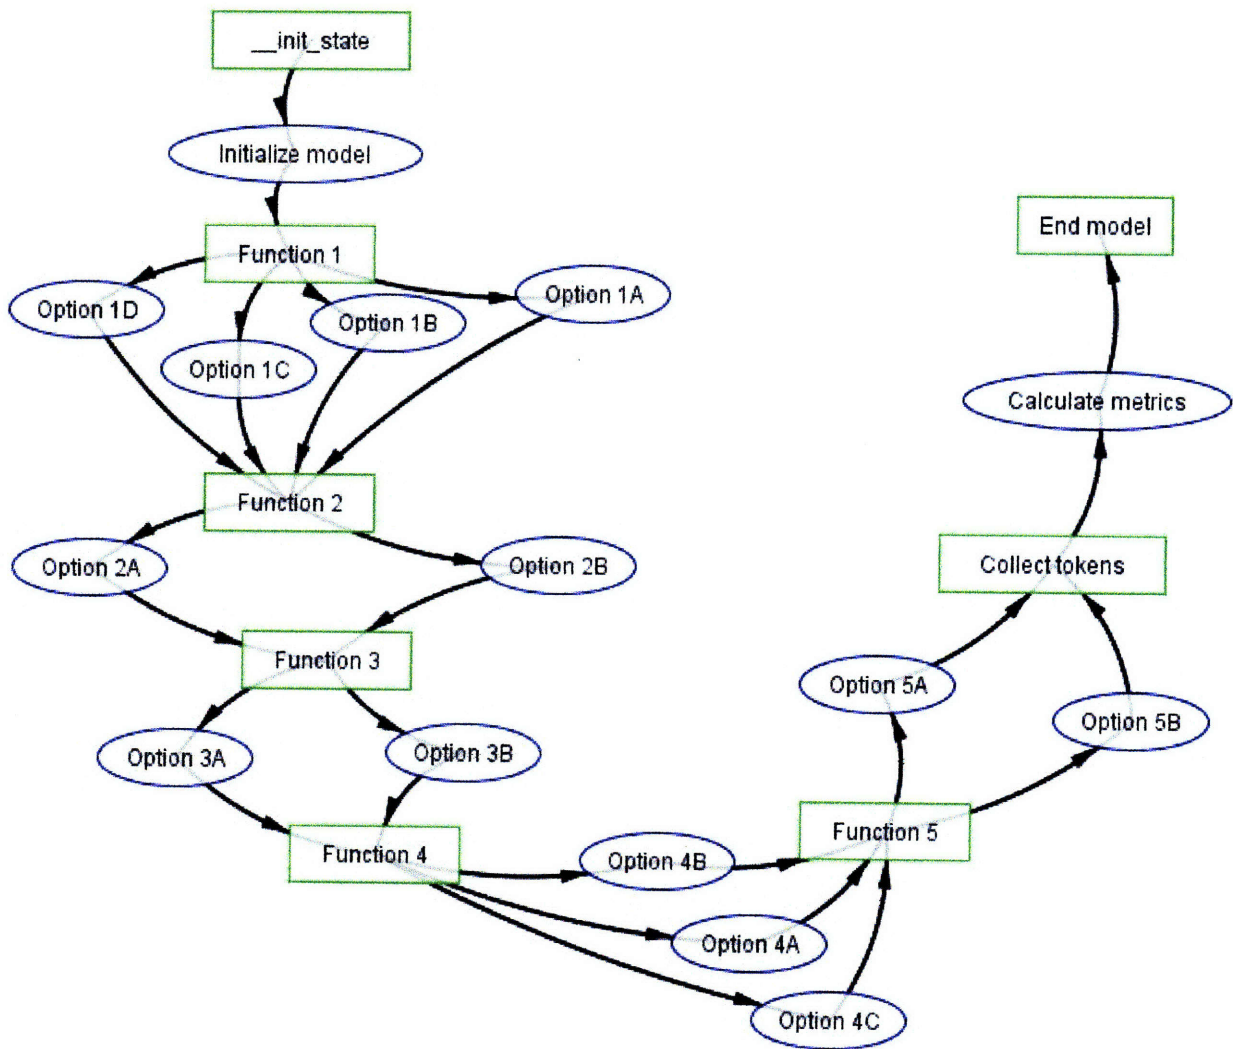 __init_state
Initialize model
Function 1
Option 1D
Option 1C
Option 1B
Option 1A
Function 2
Option 2A
Option 2B
Function 3
Option 3A
Option 3B
Function 4
Option 4B
Option 4A
Option 4C
Function 5
Option 5A
Option 5B
Collect tokens
Calculate metrics
End model